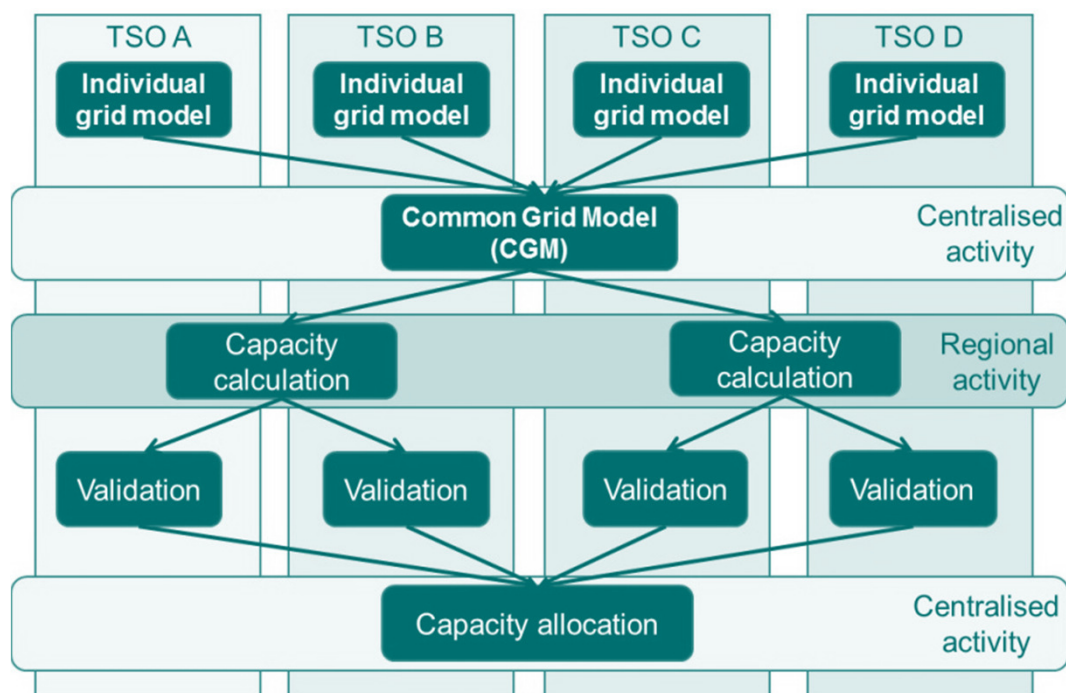 TSO A
TSO B
TSO C
TSO D
Individual
grid model
Individual
grid model
Individual
grid model
Individual
grid model
Common Grid Model
(CGM)
Centralised
activity
Capacity
calculation
Capacity
calculation
Regional
activity
Validation
Validation
Validation
Validation
Capacity allocation
Centralised
activity